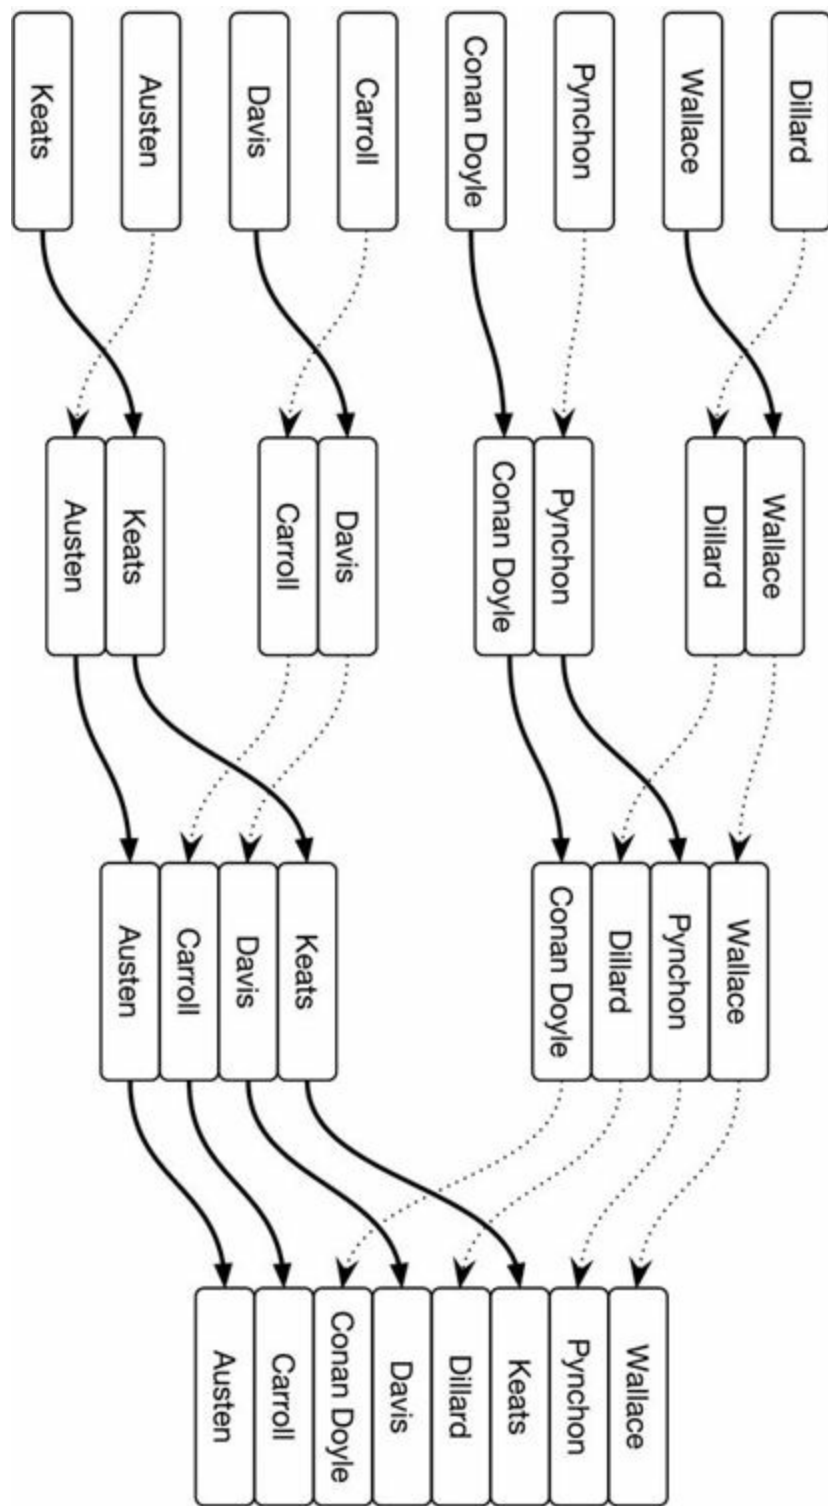 Keats
Austen
Davis
Carroll
Conan Doyle
Pynchon
Wallace
Dillard
Austen
Keats
Carroll
Davis
Conan Doyle
Pynchon
Dillard
Wallace
Austen
Carroll
Davis
Keats
Conan Doyle
Dillard
Pynchon
Wallace
Austen
Carroll
Conan Doyle
Davis
Dillard
Keats
Pynchon
Wallace